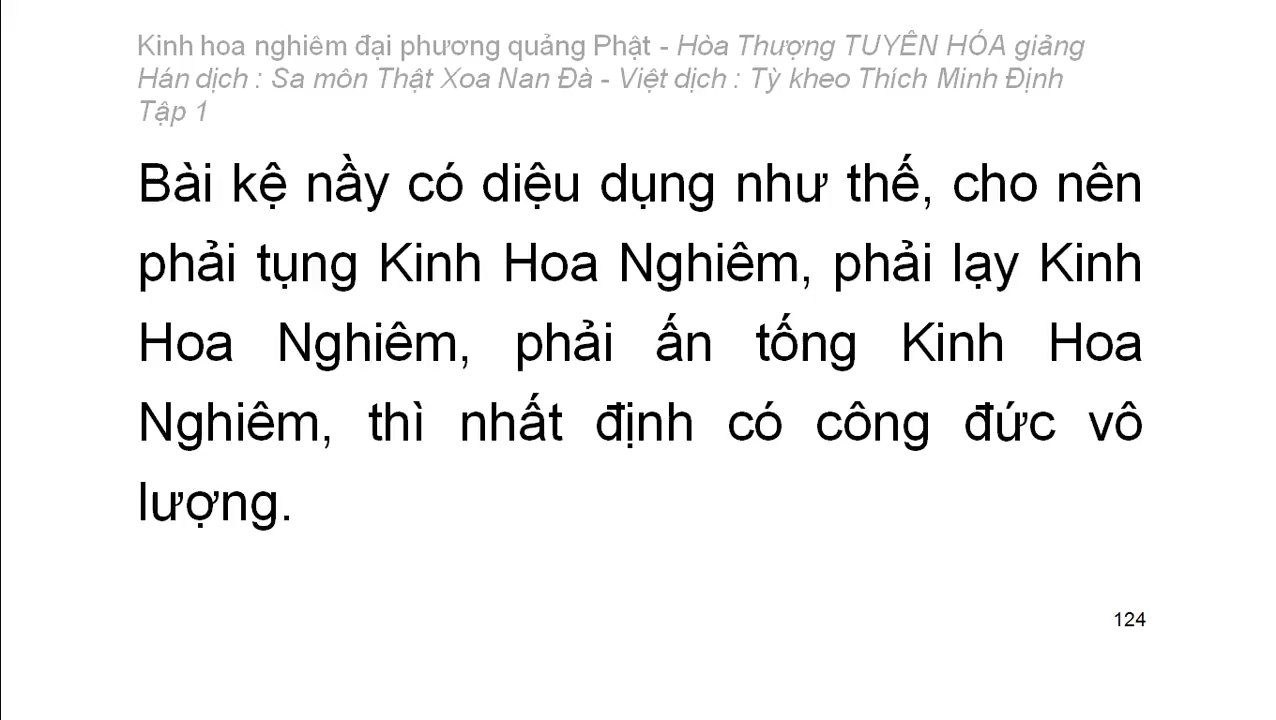 Kinh hoa nghiêm đại phương quảng Phật - Hòa Thượng TUYÊN HÓA giảng
Hán dịch : Sa môn Thật Xoa Nan Đà - Việt dịch : Tỳ kheo Thích Minh Định
Tập 1
Bài kệ nầy có diệu dụng như thế, cho nên
phải tụng Kinh Hoa Nghiêm, phải lạy Kinh
Hoa Nghiêm, phải ấn tống Kinh Hoa
Nghiêm, thì nhất định có công đức vô
lượng.
124